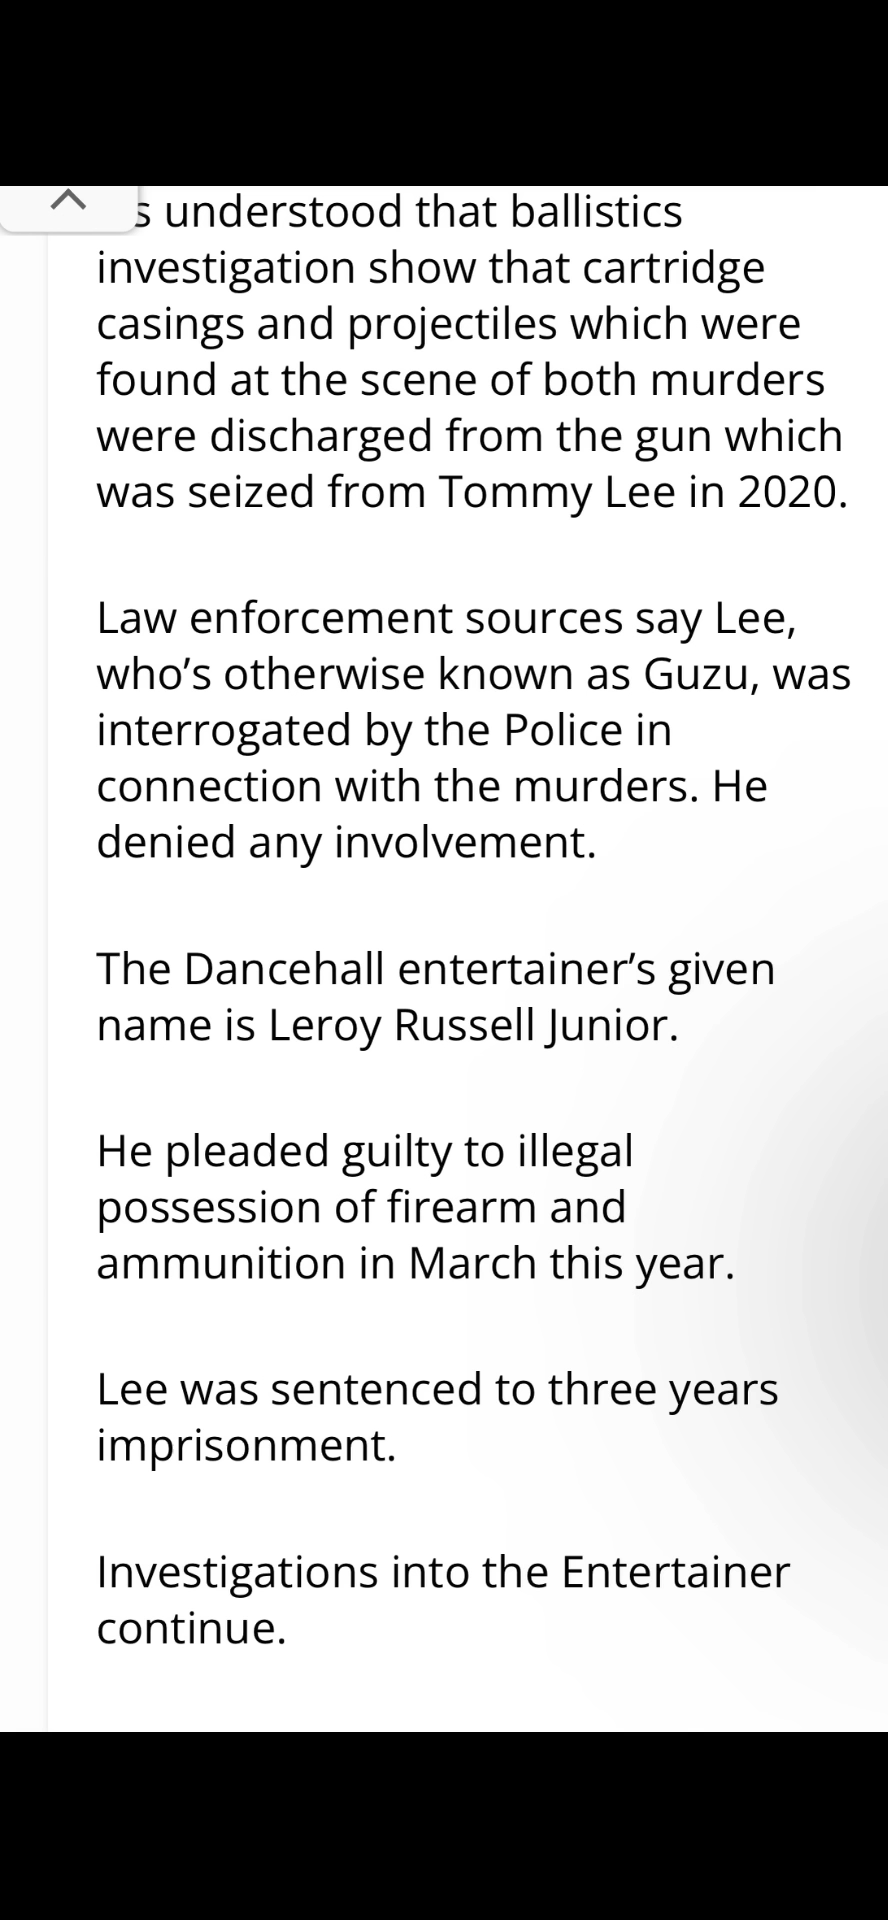 s understood that ballistics
investigation show that cartridge
casings and projectiles which were
found at the scene of both murders
were discharged from the gun which
was seized from Tommy Lee in 2020.
Law enforcement sources say Lee,
who’s otherwise known as Guzu, was
interrogated by the Police in
connection with the murders. He
denied any involvement.
The Dancehall entertainer’s given
name is Leroy Russell Junior.
He pleaded guilty to illegal
possession of firearm and
ammunition in March this year.
Lee was sentenced to three years
imprisonment.
Investigations into the Entertainer
continue.